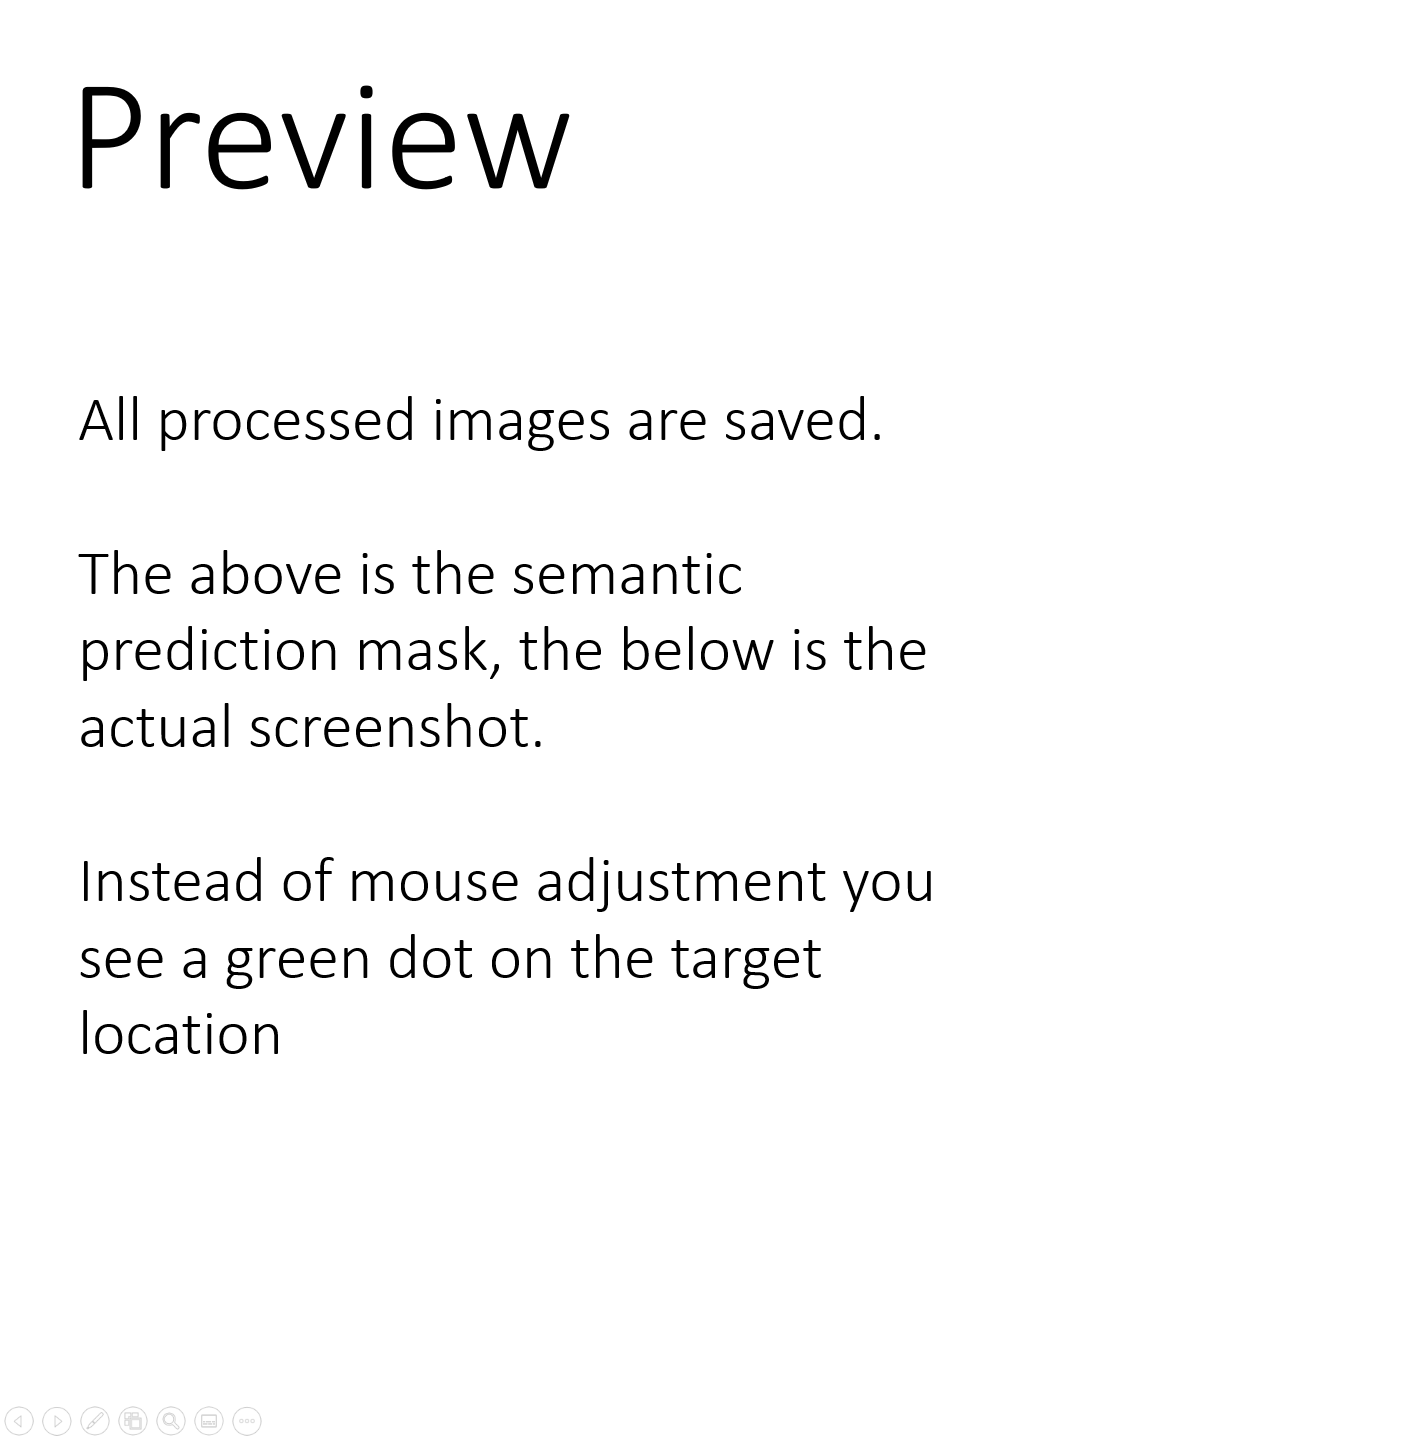 Preview
All processed images are saved.
The above is the semantic
prediction mask, the below is the
actual screenshot.
Instead of mouse adjustment you
see a green dot on the target
location